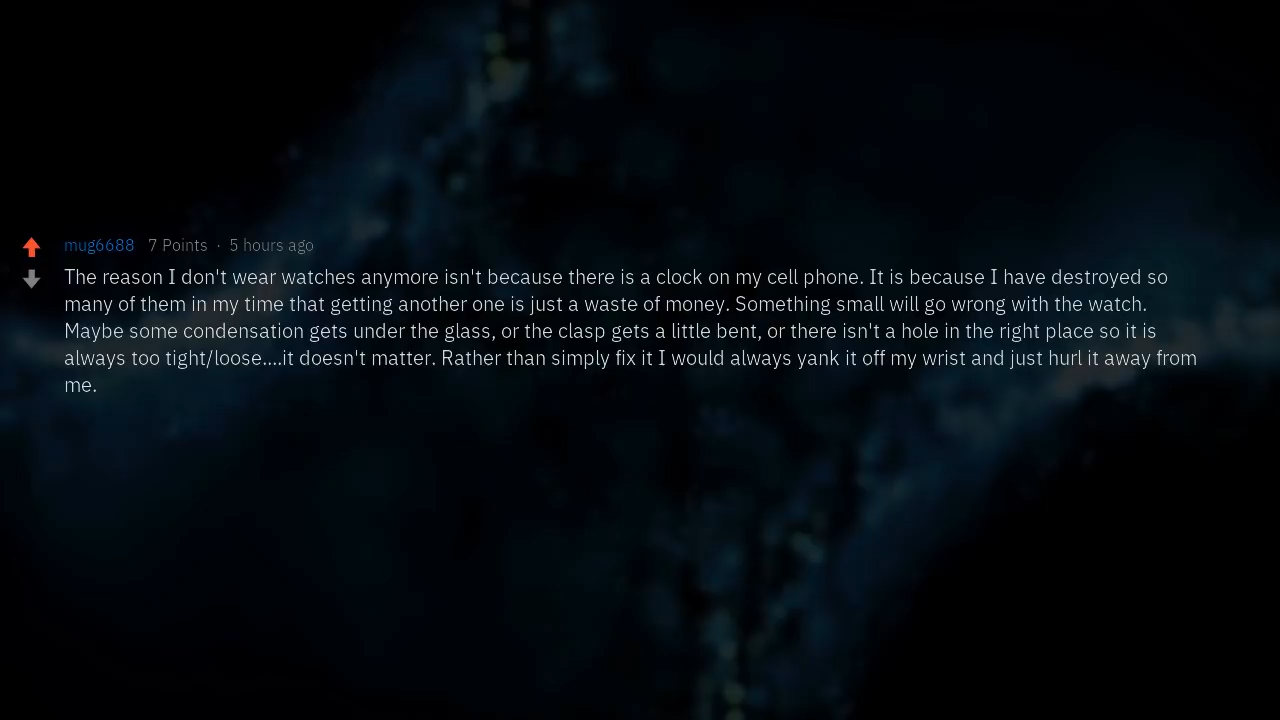 mug6688 7 Points · 5 hours ago
The reason I don't wear watches anymore isn't because there is a clock on my cell phone. It is because I have destroyed so
many of them in my time that getting another one is just a waste of money. Something small will go wrong with the watch.
Maybe some condensation gets under the glass, or the clasp gets a little bent, or there isn't a hole in the right place so it is
always too tight/loose....it doesn't matter. Rather than simply fix it I would always yank it off my wrist and just hurl it away from
me.